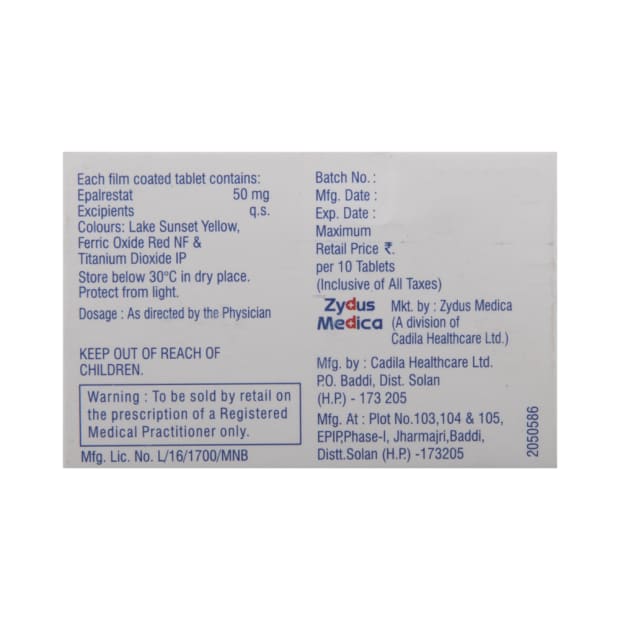 Each film coated tablet contains:
Epalrestat 50 mg
Excipients q.s.
Colours: Lake Sunset Yellow,
Ferric Oxide Red NF &
Titanium Dioxide IP
Store below 30°C in dry place.
Protect from light.
Dosage : As directed by the Physician
KEEP OUT OF REACH OF
CHILDREN.
Warning : To be sold by retail on
the prescription of a Registered
Medical Practitioner only.
Mfg. Lic. No. L/16/1700/MNB
Batch No. :
Mfg. Date :
Exp. Date :
Maximum
Retail Price ₹.
per 10 Tablets
(Inclusive of All Taxes)
Zydus
Medica
Mkt. by : Zydus Medica
(A division of
Cadila Healthcare Ltd.)
Mfg. by : Cadila Healthcare Ltd.
P.O. Baddi, Dist. Solan
(H.P.) - 173 205
Mfg. At : Plot No.103,104 & 105,
EPIP,Phase-I, Jharmajri,Baddi,
Distt.Solan (H.P.) -173205
2050586